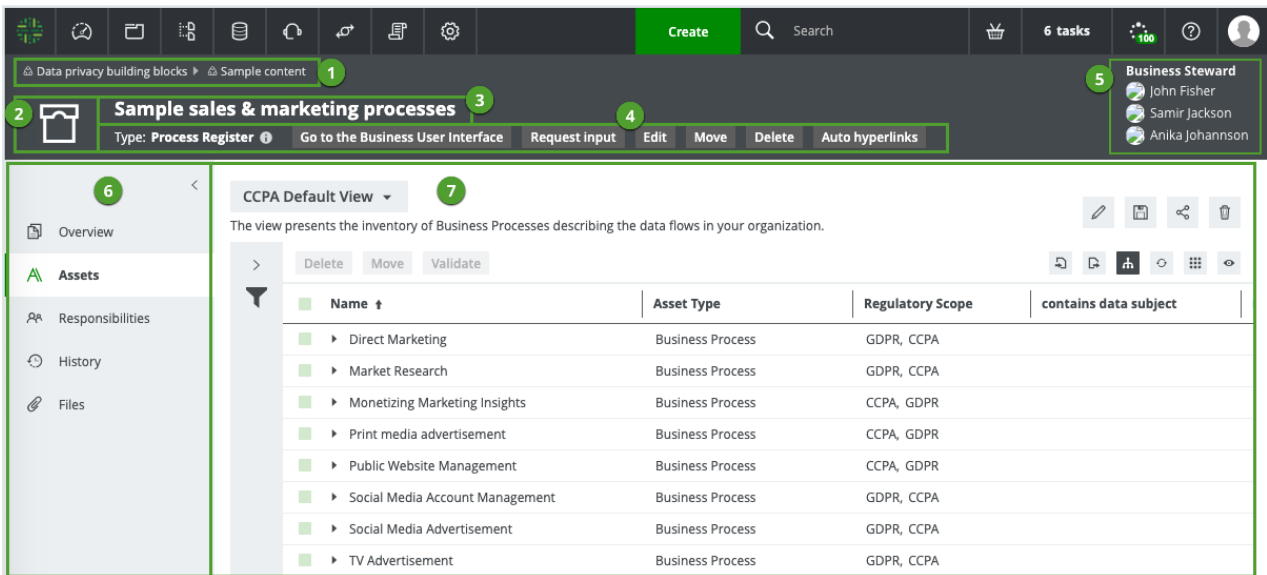 Create Search 6 tasks 100
Data privacy building blocks Sample content 1
5 Business Steward
John Fisher
Samir Jackson
Anika Johannson
2 Sample sales & marketing processes 3
4
Type: Process Register Go to the Business User Interface Request input Edit Move Delete Auto hyperlinks
6
Overview
Assets
Responsibilities
History
Files
CCPA Default View 7
The view presents the inventory of Business Processes describing the data flows in your organization.
Delete Move Validate
Name Asset Type Regulatory Scope contains data subject
Direct Marketing Business Process GDPR, CCPA
Market Research Business Process GDPR, CCPA
Monetizing Marketing Insights Business Process CCPA, GDPR
Print media advertisement Business Process CCPA, GDPR
Public Website Management Business Process CCPA, GDPR
Social Media Account Management Business Process GDPR, CCPA
Social Media Advertisement Business Process GDPR, CCPA
TV Advertisement Business Process GDPR, CCPA